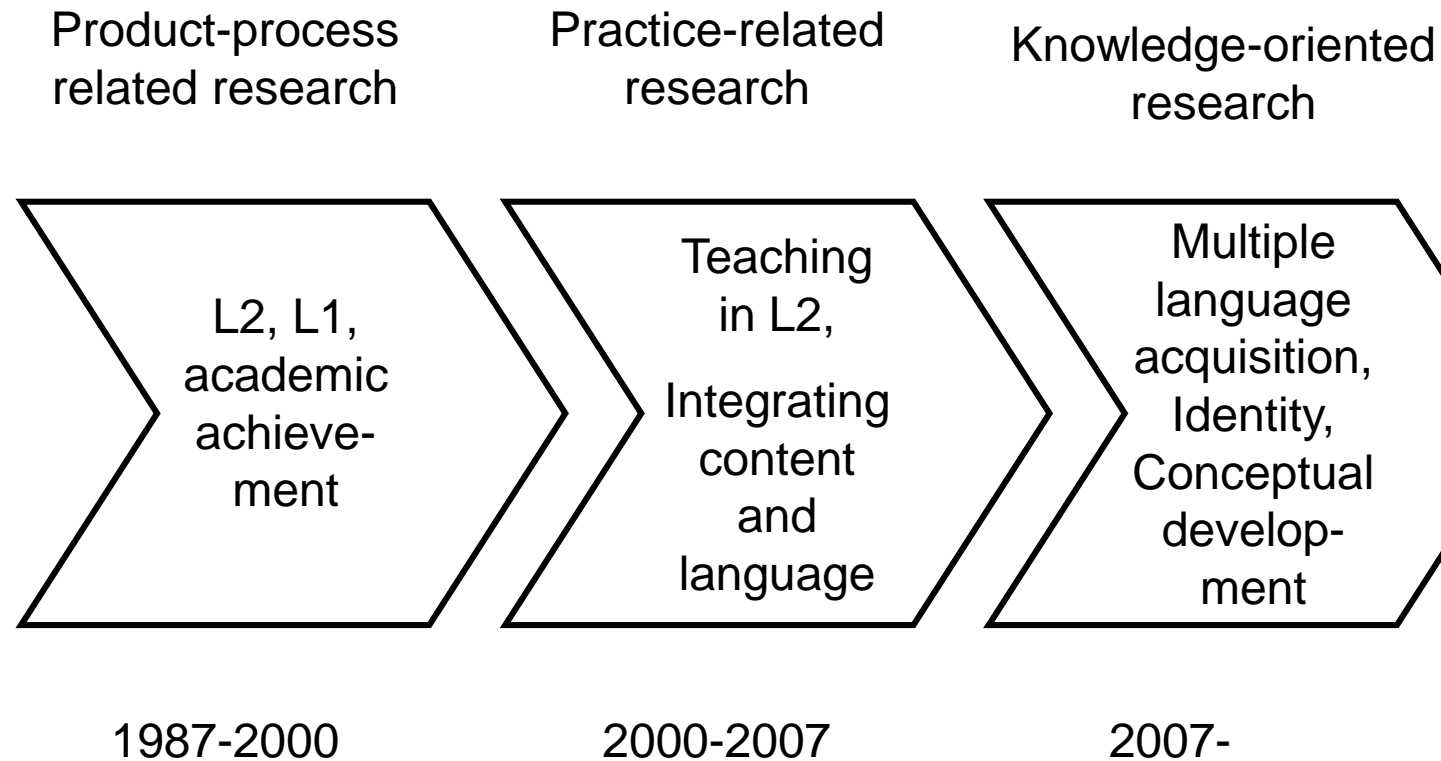 Product-process
related research
Practice-related
research
Knowledge-oriented
research
L2, L1,
academic
achieve-
ment
Teaching
in L2,
Integrating
content
and
language
Multiple
language
acquisition,
Identity,
Conceptual
develop-
ment
1987-2000
2000-2007
2007-